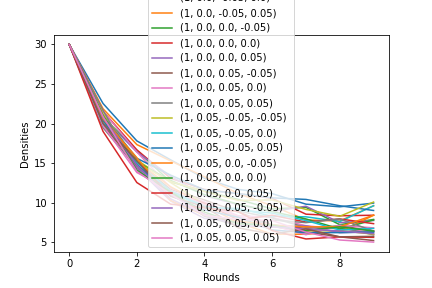 (1, 0.0, -0.05, 0.05)
(1, 0.0, 0.0, -0.05)
(1, 0.0, 0.0, 0.0)
(1, 0.0, 0.0, 0.05)
(1, 0.0, 0.05, -0.05)
(1, 0.0, 0.05, 0.0)
(1, 0.0, 0.05, 0.05)
(1, 0.05, -0.05, -0.05)
(1, 0.05, -0.05, 0.0)
(1, 0.05, -0.05, 0.05)
(1, 0.05, 0.0, -0.05)
(1, 0.05, 0.0, 0.0)
(1, 0.05, 0.0, 0.05)
(1, 0.05, 0.05, -0.05)
(1, 0.05, 0.05, 0.0)
(1, 0.05, 0.05, 0.05)
30
25
20
15
10
5
Densities
0
2
4
6
8
Rounds